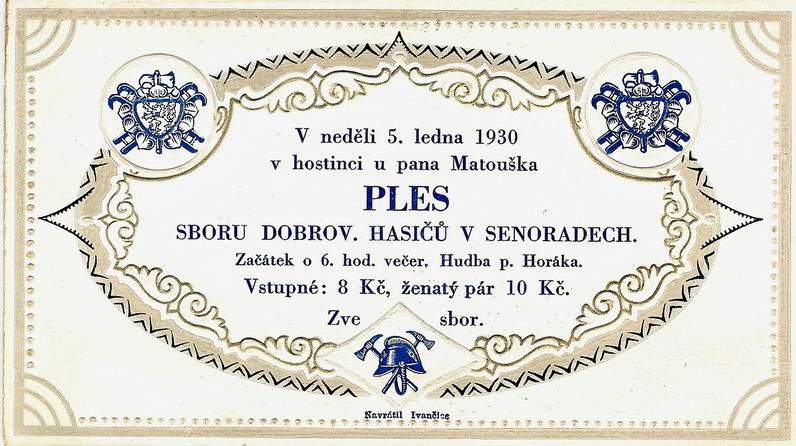 V neděli 5. ledna 1930
v hostinci u pana Matouška
PLES
SBORU DOBROV. HASIČŮ V SENORADECH.
Začátek o 6. hod. večer. Hudba p. Horáka.
Vstupné: 8 Kč, ženatý pár 10 Kč.
Zve sbor.
Navrátil Ivančice